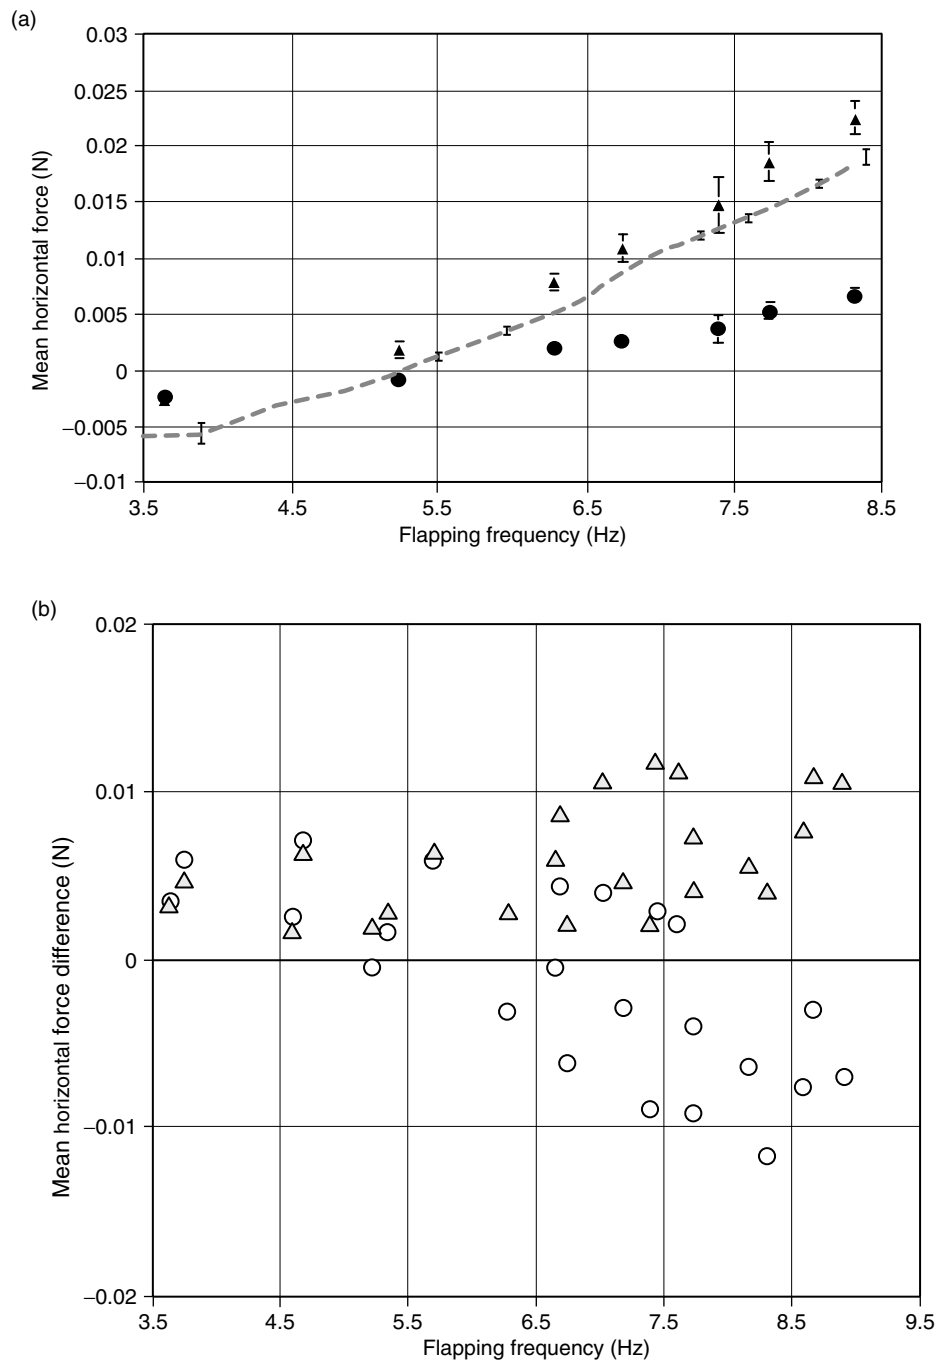 (a)
0.03
0.025
0.02
0.015
0.01
0.005
0
−0.005
−0.01
Mean horizontal force (N)
3.5 4.5 5.5 6.5 7.5 8.5
Flapping frequency (Hz)
(b)
0.02
0.01
0
−0.01
−0.02
Mean horizontal force difference (N)
3.5 4.5 5.5 6.5 7.5 8.5 9.5
Flapping frequency (Hz)